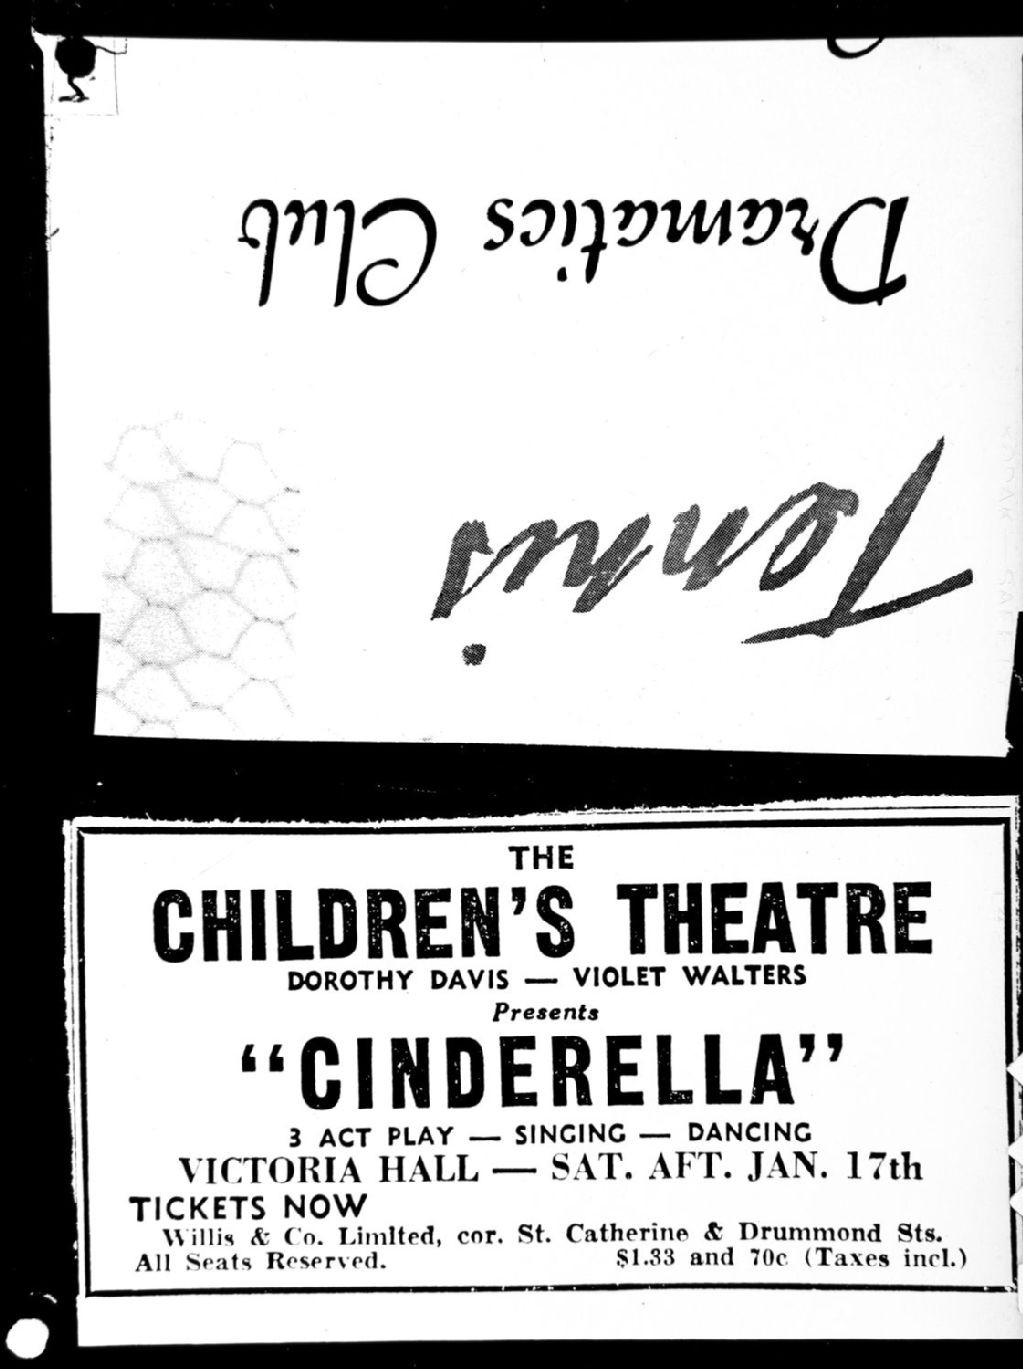 Dramatics Club
Tennis
THE
CHILDREN'S THEATRE
DOROTHY DAVIS — VIOLET WALTERS
Presents
"CINDERELLA"
3 ACT PLAY — SINGING — DANCING
VICTORIA HALL — SAT. AFT. JAN. 17th
TICKETS NOW
Willis & Co. Limlted, cor. St. Catherine & Drummond Sts.
All Seats Reserved. $1.33 and 70c (Taxes incl.)